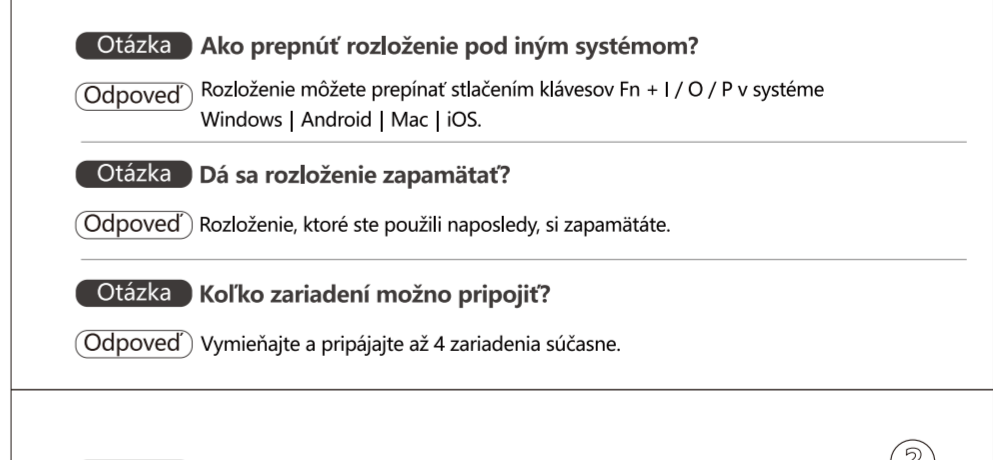 Otázka Ako prepnúť rozloženie pod iným systémom?
Odpoveď Rozloženie môžete prepínať stlačením klávesov Fn + I / O / P v systéme
Windows | Android | Mac | iOS.
Otázka Dá sa rozloženie zapamätať?
Odpoveď Rozloženie, ktoré ste použili naposledy, si zapamätáte.
Otázka Koľko zariadení možno pripojiť?
Odpoveď Vymieňajte a pripájajte až 4 zariadenia súčasne.